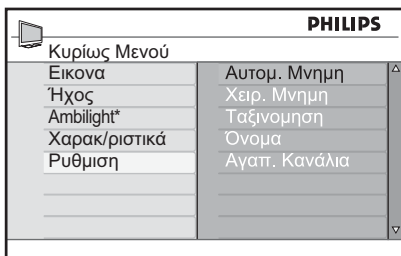 PHILIPS
Κυρίως Μενού
Εικονα
Ήχος
Ambilight*
Χαρακ/ριστικά
Ρυθμιση
Αυτομ. Μνημη
Χειρ. Μνημη
Ταξινομηση
Όνομα
Αγαπ. Κανάλια